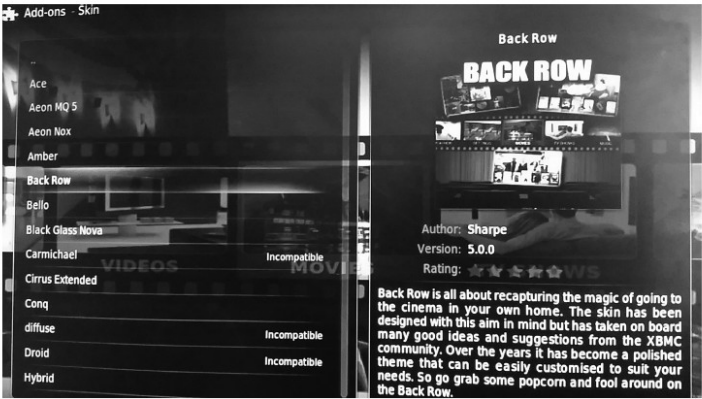 Add-ons - Skin
..
Ace
Aeon MQ 5
Aeon Nox
Amber
Back Row
Bello
Black Glass Nova
Carmichael Incompatible
Cirrus Extended
Conq
diffuse Incompatible
Droid Incompatible
Hybrid
VIDEOS
MOVIES
Back Row
BACK ROW
MOVIES
Author: Sharpe
Version: 5.0.0
Rating:
Back Row is all about recapturing the magic of going to
the cinema in your own home. The skin has been
designed with this aim in mind but has taken on board
many good ideas and suggestions from the XBMC
community. Over the years it has become a polished
theme that can be easily customised to suit your
needs. So go grab some popcorn and fool around on
the Back Row.